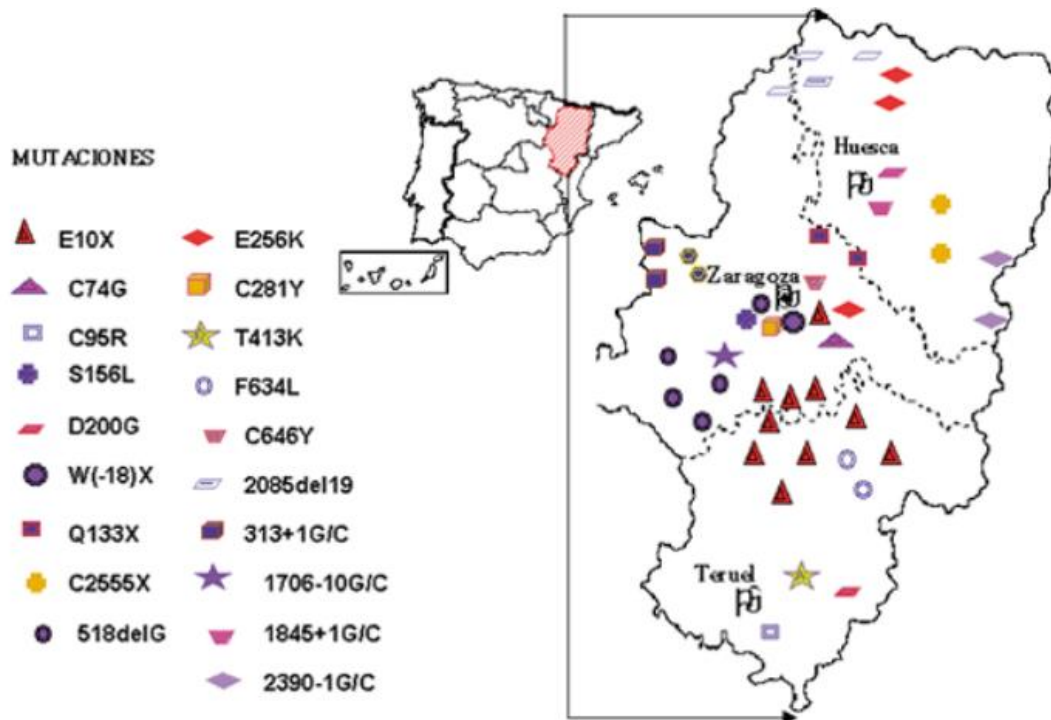 MUTACIONES
E10X
C74G
C95R
S156L
D200G
W(-18)X
Q133X
C2555X
518delG
E256K
C281Y
T413K
F634L
C646Y
2085del19
313+1G/C
1706-10G/C
1845+1G/C
2390-1G/C
Huesca
Zaragoza
Teruel